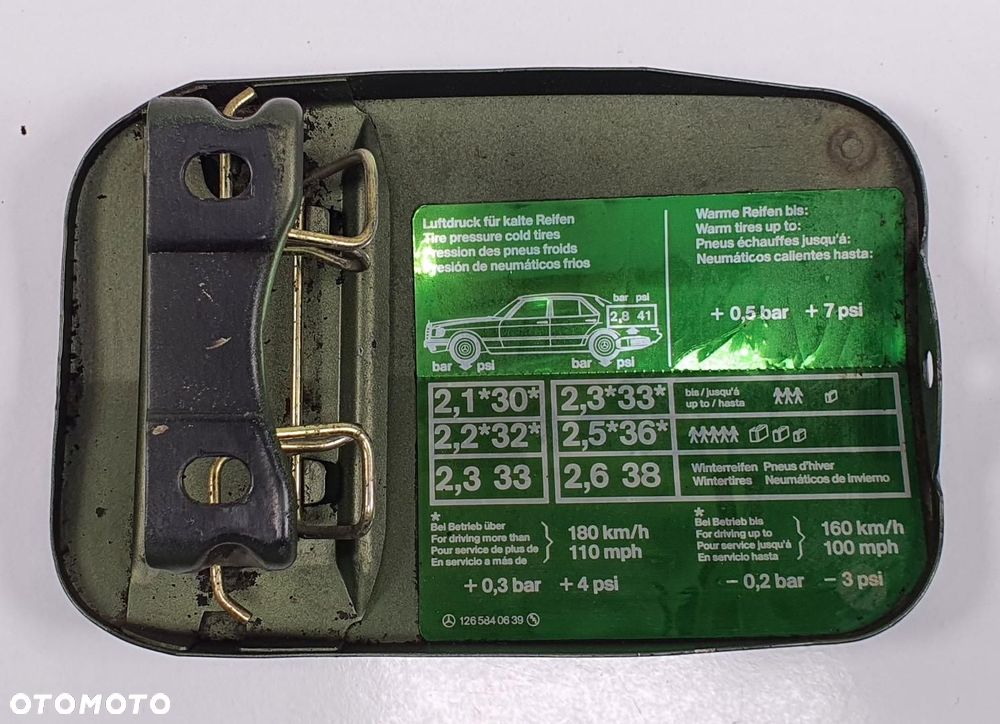 Luftdruck für kalte Reifen
Tire pressure cold tires
Pression des pneus froids
Presión de neumáticos frios
Warme Reifen bis:
Warm tires up to:
Pneus échauffes jusqu'á:
Neumáticos calientes hasta:
+ 0,5 bar + 7 psi
bar psi
2,8 41
bar psi
bar psi
2,1*30*
2,3*33*
bis / jusqu'á
up to / hasta
2,2*32*
2,5*36*
2,3 33
2,6 38
Winterreifen Pneus d'hiver
Wintertires Neumáticos de invierno
*
Bei Betrieb über
For driving more than
Pour service de plus de
En servicio a más de
180 km/h
110 mph
+ 0,3 bar + 4 psi
*
Bei Betrieb bis
For driving up to
Pour service jusqu'á
En servicio hasta
160 km/h
100 mph
– 0,2 bar – 3 psi
126 584 06 39
OTOMOTO